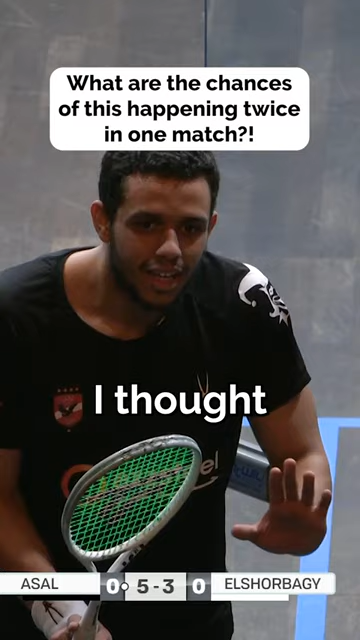 What are the chances
of this happening twice
in one match?!
I thought
ASAL 0 5-3 0 ELSHORBAGY